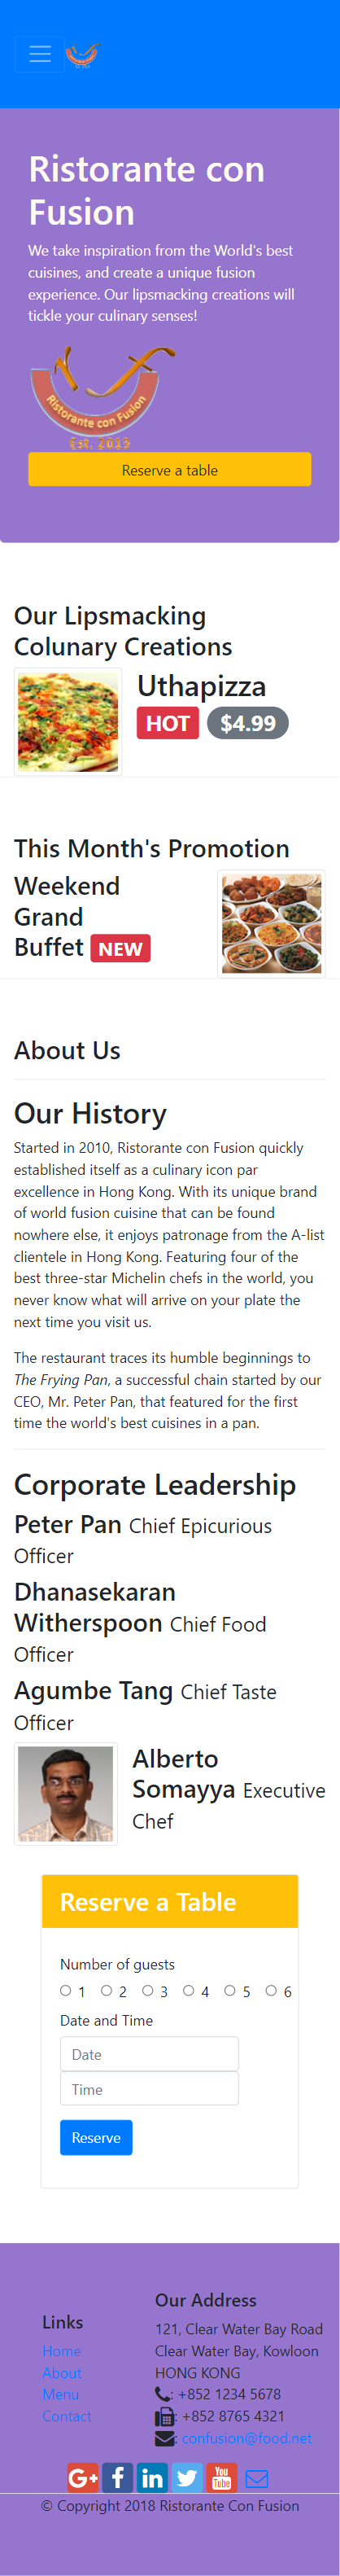 Ristorante con
Fusion
We take inspiration from the World's best
cuisines, and create a unique fusion
experience. Our lipsmacking creations will
tickle your culinary senses!
Ristorante con Fusion
Est. 2013
Reserve a table
Our Lipsmacking
Colunary Creations
Uthapizza
HOT $4.99
This Month's Promotion
Weekend
Grand
Buffet NEW
About Us
Our History
Started in 2010, Ristorante con Fusion quickly
established itself as a culinary icon par
excellence in Hong Kong. With its unique brand
of world fusion cuisine that can be found
nowhere else, it enjoys patronage from the A-list
clientele in Hong Kong. Featuring four of the
best three-star Michelin chefs in the world, you
never know what will arrive on your plate the
next time you visit us.
The restaurant traces its humble beginnings to
The Frying Pan, a successful chain started by our
CEO, Mr. Peter Pan, that featured for the first
time the world's best cuisines in a pan.
Corporate Leadership
Peter Pan Chief Epicurious
Officer
Dhanasekaran
Witherspoon Chief Food
Officer
Agumbe Tang Chief Taste
Officer
Alberto
Somayya Executive
Chef
Reserve a Table
Number of guests
1 2 3 4 5 6
Date and Time
Date
Time
Reserve
Links
Home
About
Menu
Contact
Our Address
121, Clear Water Bay Road
Clear Water Bay, Kowloon
HONG KONG
: +852 1234 5678
: +852 8765 4321
: confusion@food.net
G+ f in You Tube
© Copyright 2018 Ristorante Con Fusion